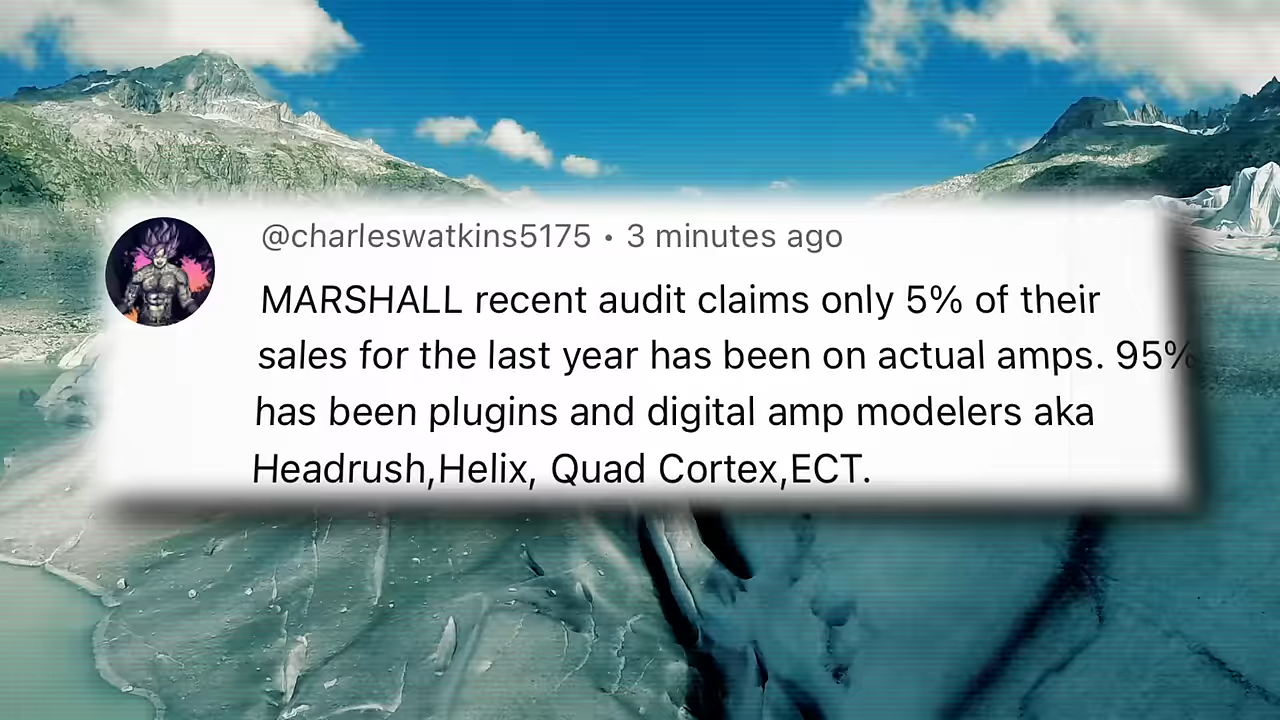 @charleswatkins5175 • 3 minutes ago
MARSHALL recent audit claims only 5% of their
sales for the last year has been on actual amps. 95%
has been plugins and digital amp modelers aka
Headrush,Helix, Quad Cortex,ECT.